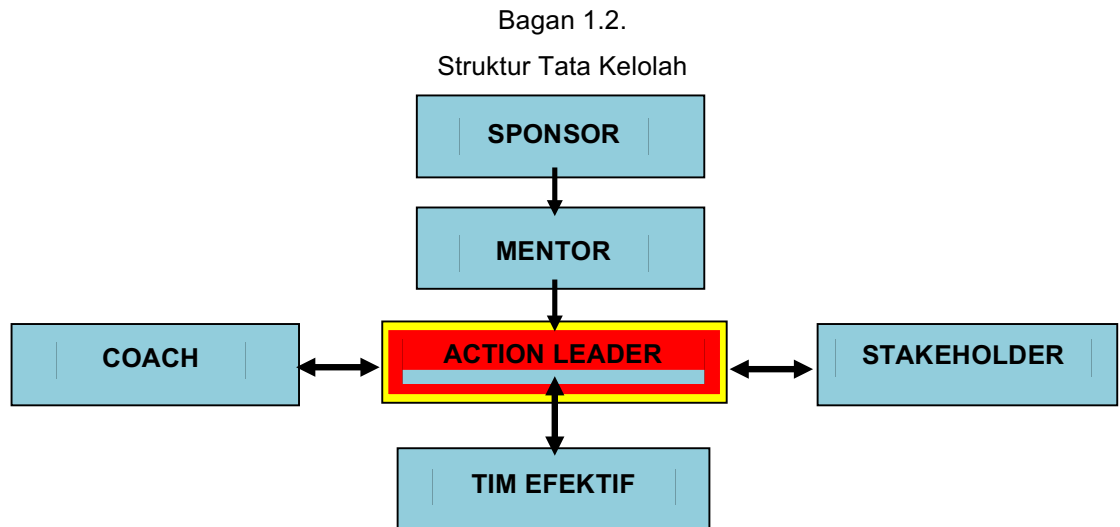 Bagan 1.2.
Struktur Tata Kelolah
SPONSOR
MENTOR
COACH
ACTION LEADER
STAKEHOLDER
TIM EFEKTIF